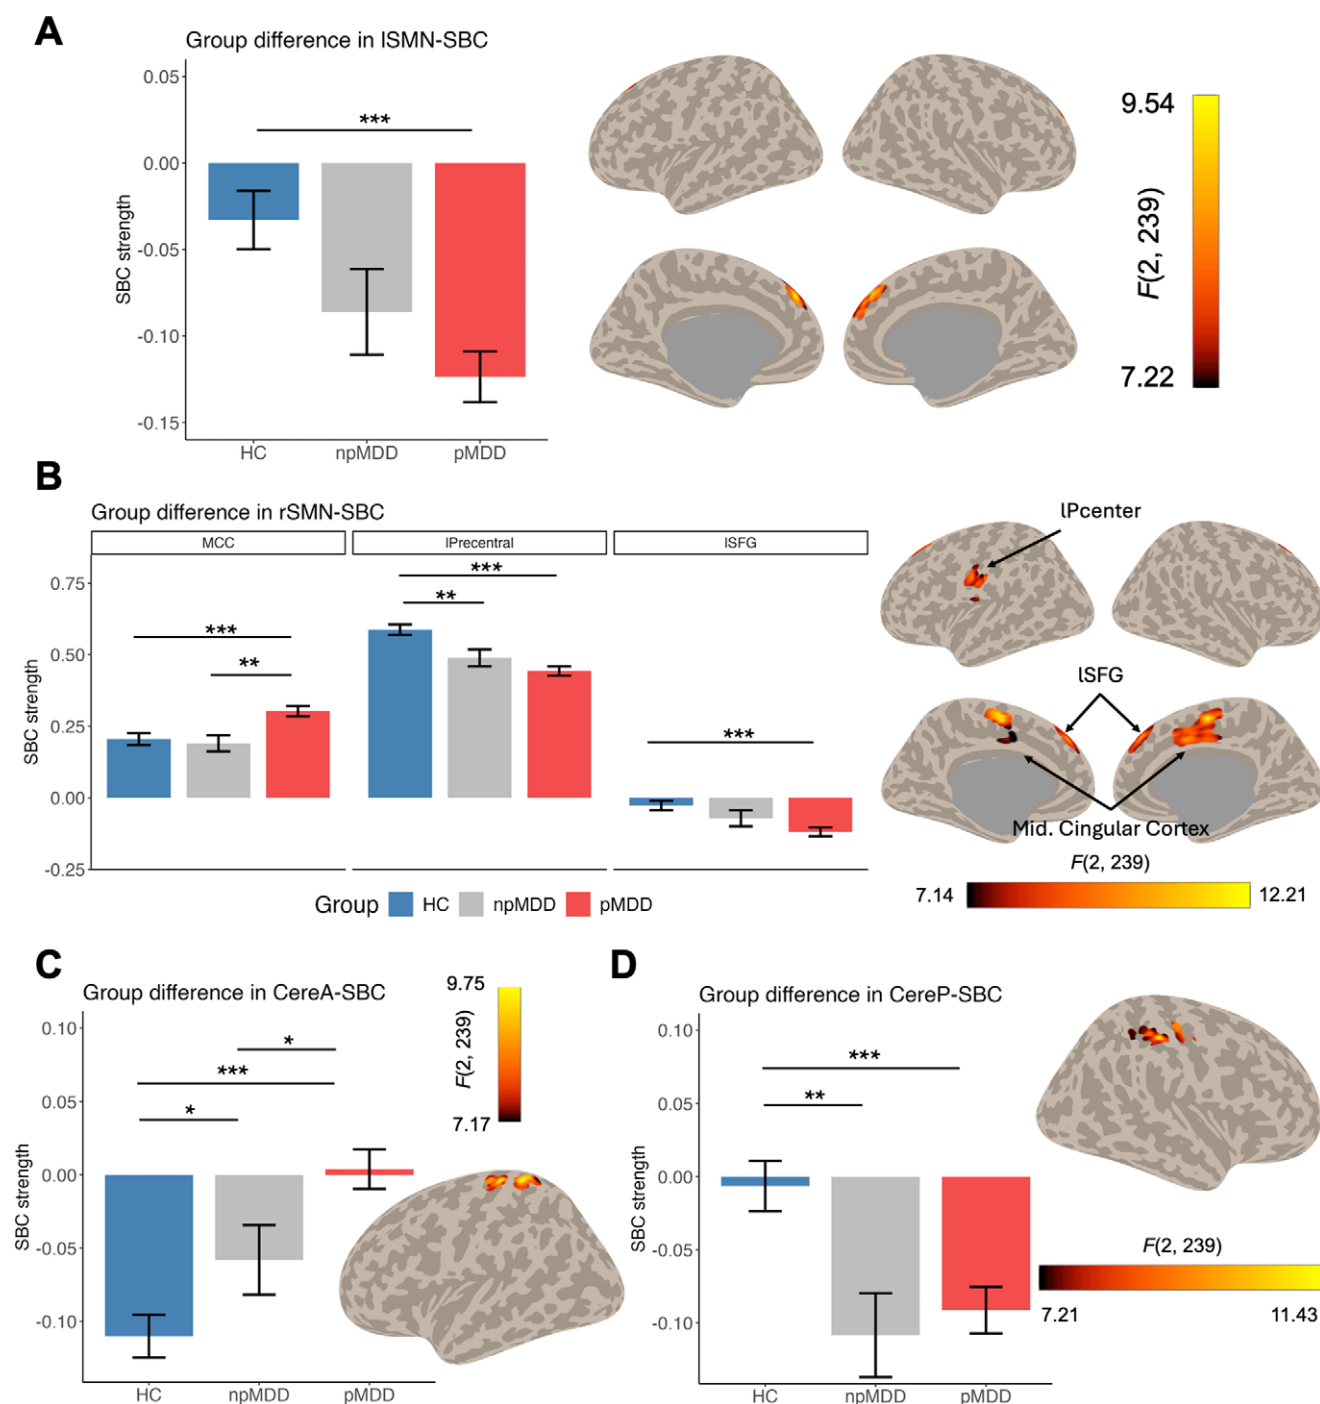 A
Group difference in lSMN-SBC
0.05
0.00
-0.05
-0.10
-0.15
SBC strength
***
HC
npMDD
pMDD
9.54
F(2, 239)
7.22
B
Group difference in rSMN-SBC
MCC
lPrecentral
lSFG
0.75
0.50
0.25
0.00
-0.25
SBC strength
***
**
***
**
***
Group
HC
npMDD
pMDD
lPcenter
lSFG
Mid. Cingular Cortex
F(2, 239)
7.14
12.21
C
Group difference in CereA-SBC
0.10
0.05
0.00
-0.05
-0.10
SBC strength
*
***
*
HC
npMDD
pMDD
9.75
F(2, 239)
7.17
D
Group difference in CereP-SBC
0.10
0.05
0.00
-0.05
-0.10
SBC strength
***
**
HC
npMDD
pMDD
F(2, 239)
7.21
11.43